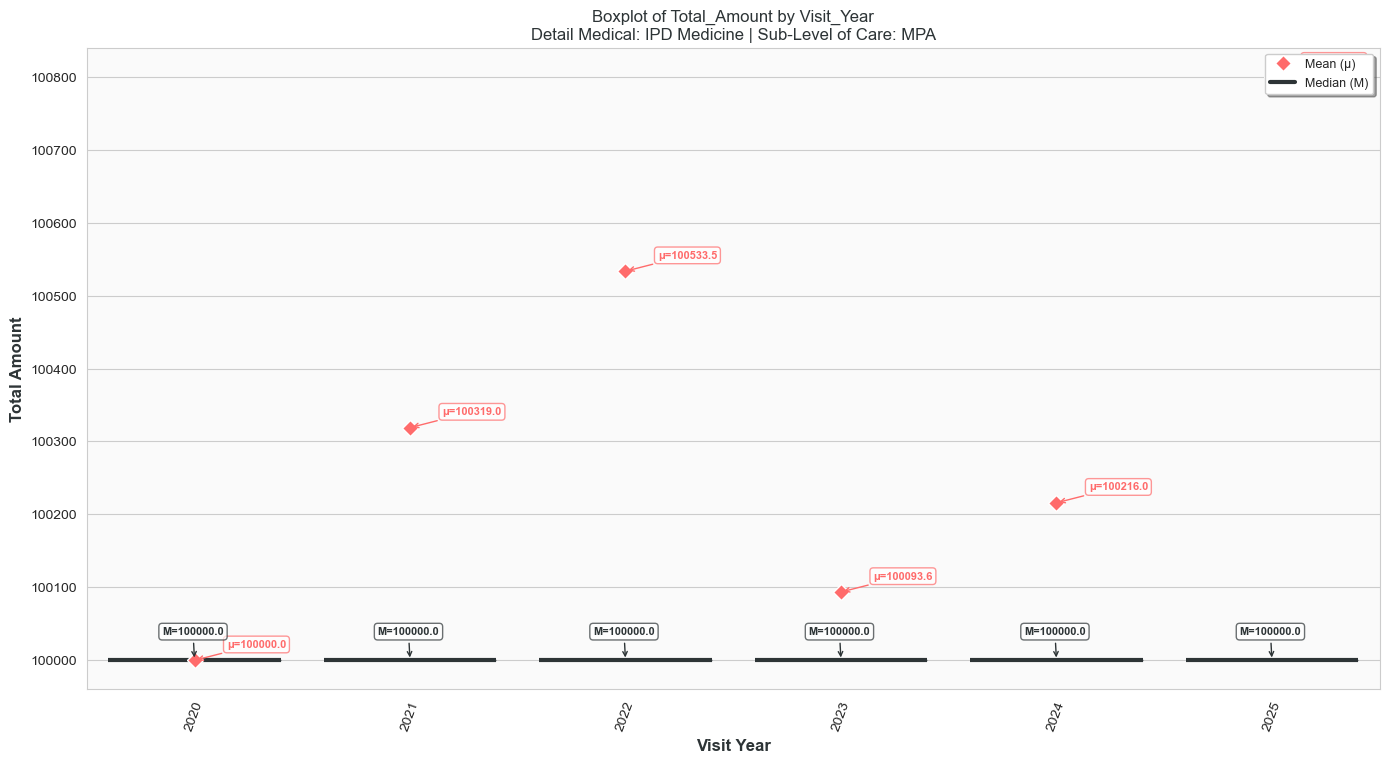 Boxplot of Total_Amount by Visit_Year
Detail Medical: IPD Medicine | Sub-Level of Care: MPA
Mean (μ)
Median (M)
Total Amount
100800
100700
100600
100500
100400
100300
100200
100100
100000
μ=100533.5
μ=100319.0
μ=100216.0
μ=100093.6
μ=100000.0
M=100000.0
M=100000.0
M=100000.0
M=100000.0
M=100000.0
M=100000.0
2020
2021
2022
2023
2024
2025
Visit Year